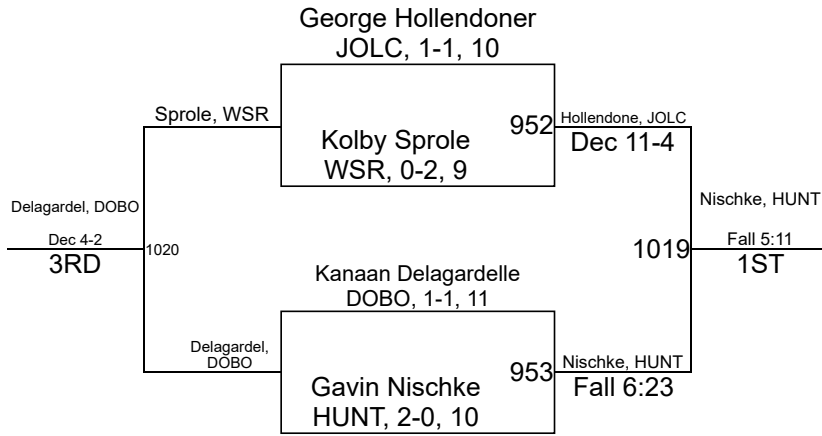 George Hollendoner
JOLC, 1-1, 10
Sprole, WSR
Kolby Sprole
WSR, 0-2, 9
952
Hollendone, JOLC
Dec 11-4
Delagardel, DOBO
Dec 4-2
3RD
1020
Nischke, HUNT
1019
Fall 5:11
1ST
Kanaan Delagardelle
DOBO, 1-1, 11
Delagardel,
DOBO
Gavin Nischke
HUNT, 2-0, 10
953
Nischke, HUNT
Fall 6:23